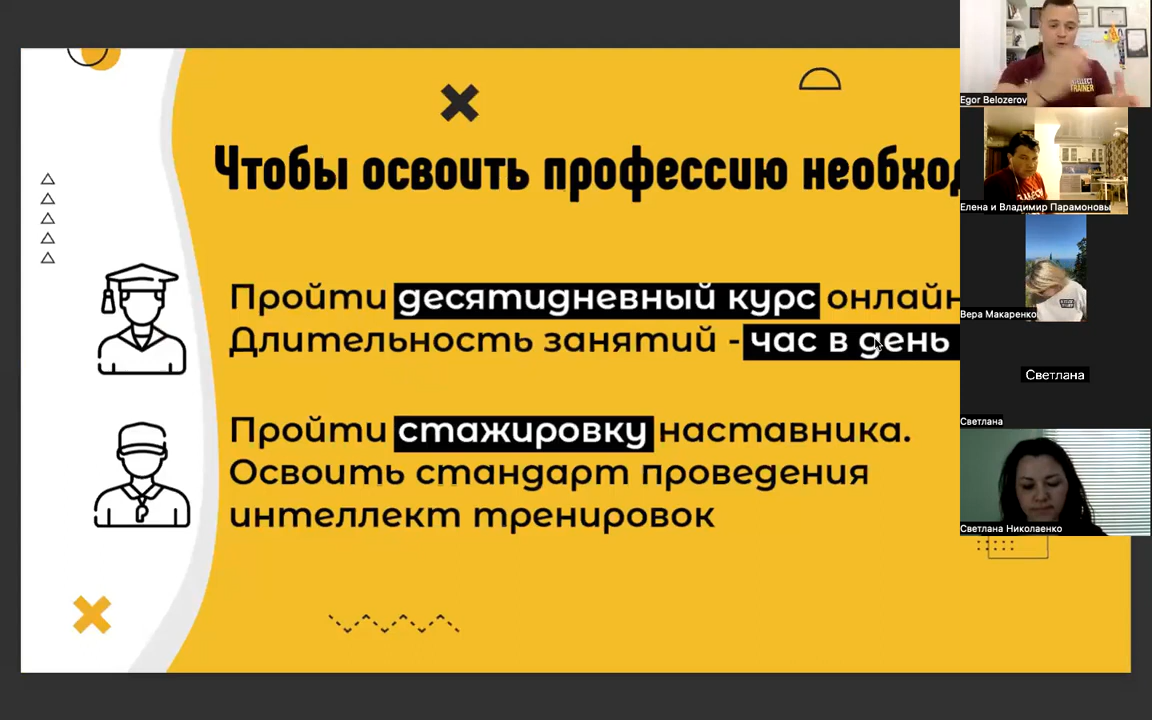 Чтобы освоить профессию
Пройти десятидневный курс онлайн
Длительность занятий - час в день
Пройти стажировку наставника.
Освоить стандарт проведения
интеллект тренировок
TRAINER
Egor Belozerov
Елена и Владимир Парамоновы
Вера Макаренко
Светлана
Светлана
Светлана Николаенко